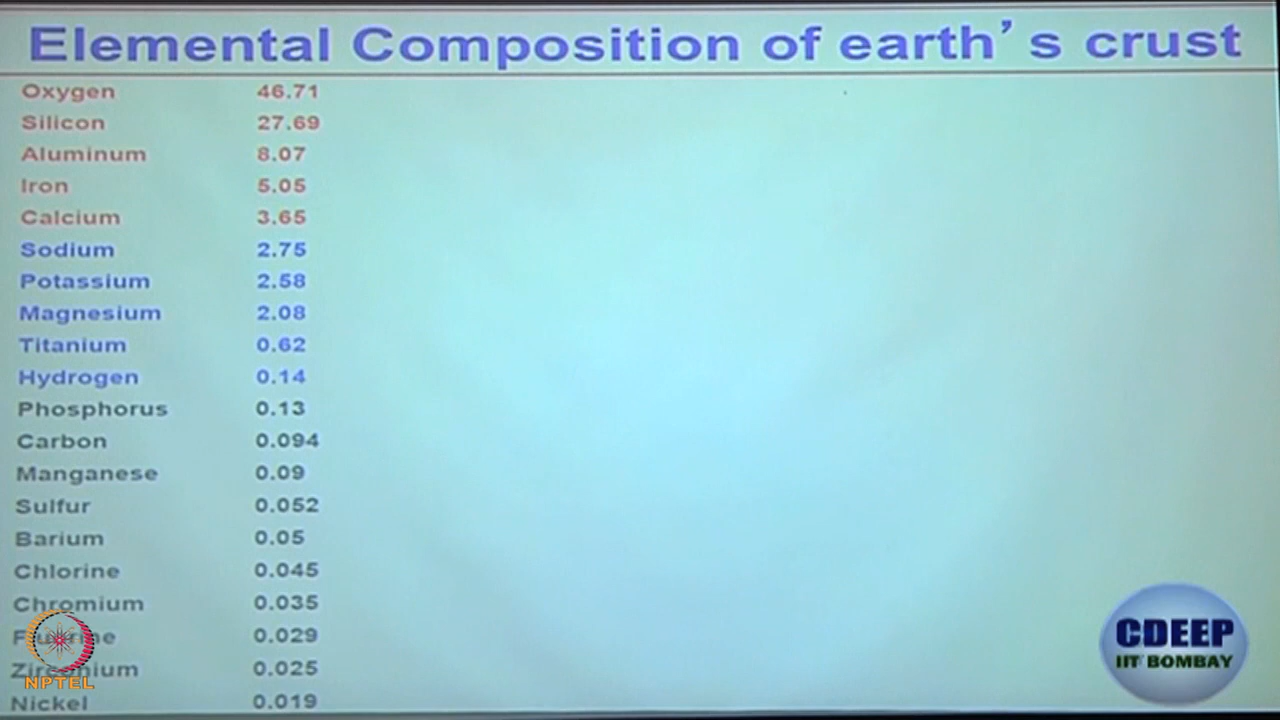 Elemental Composition of earth's crust
Oxygen 46.71
Silicon 27.69
Aluminum 8.07
Iron 5.05
Calcium 3.65
Sodium 2.75
Potassium 2.58
Magnesium 2.08
Titanium 0.62
Hydrogen 0.14
Phosphorus 0.13
Carbon 0.094
Manganese 0.09
Sulfur 0.052
Barium 0.05
Chlorine 0.045
Chromium 0.035
Fluorine 0.029
Zirconium 0.025
Nickel 0.019
NPTEL
CDEEP
IIT BOMBAY